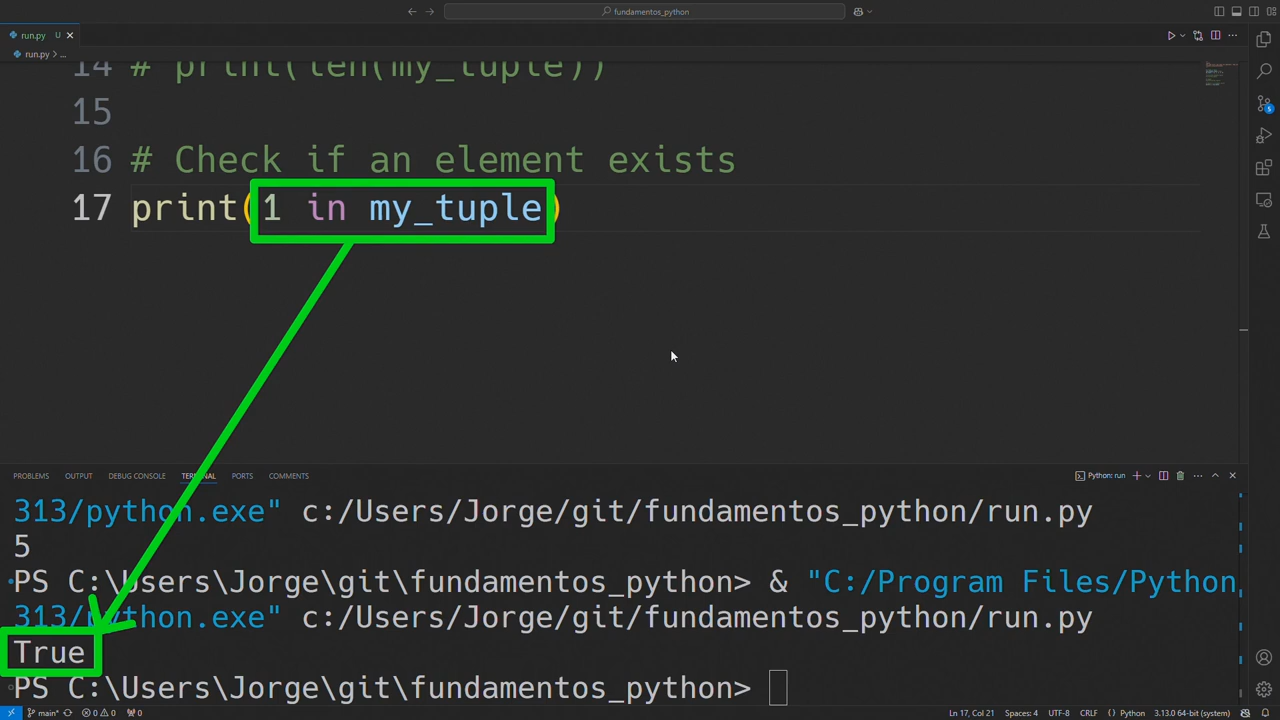 fundamentos_python
run.py U
run.py > ...
14 # print(len(my_tuple))
15
16 # Check if an element exists
17 print(1 in my_tuple)
PROBLEMS OUTPUT DEBUG CONSOLE TERMINAL PORTS COMMENTS
Python: run
313/python.exe" c:/Users/Jorge/git/fundamentos_python/run.py
5
PS C:\Users\Jorge\git\fundamentos_python> & "C:/Program Files/Python
313/python.exe" c:/Users/Jorge/git/fundamentos_python/run.py
True
PS C:\Users\Jorge\git\fundamentos_python>
main* 0 0 0 Ln 17, Col 21 Spaces: 4 UTF-8 CRLF {} Python 3.13.0 64-bit (system)